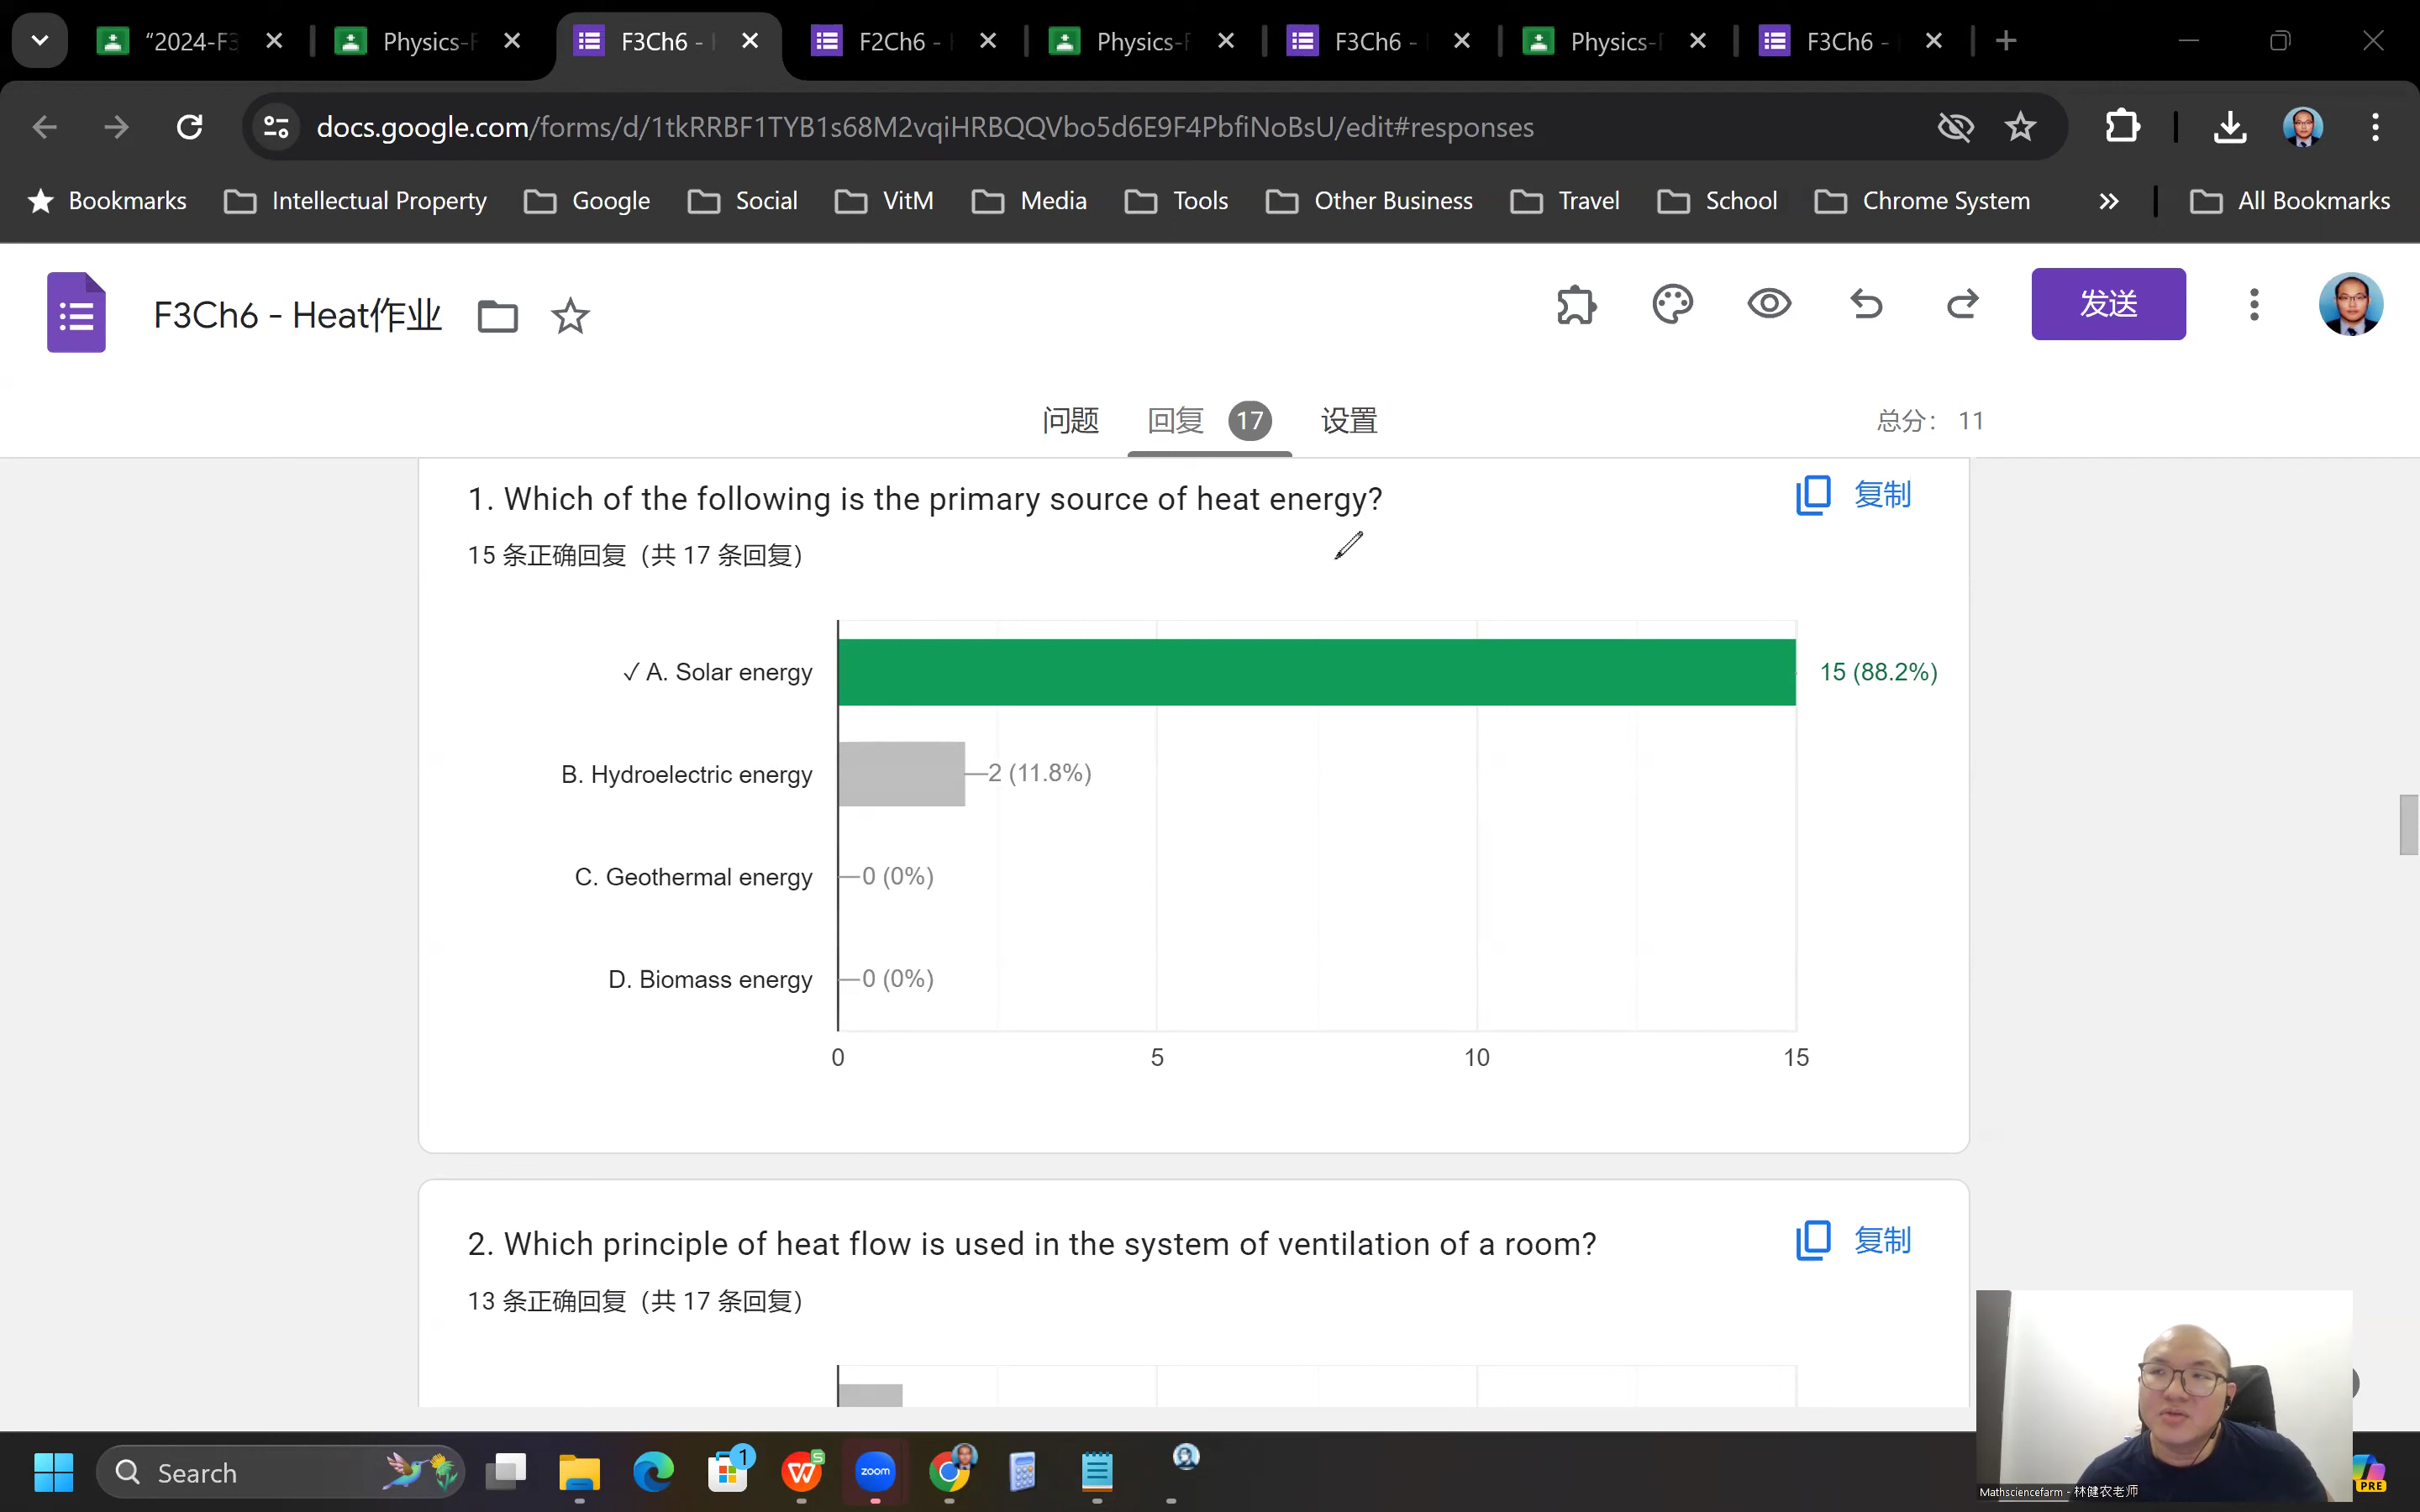 "2024-F3
Physics-F
F3Ch6 -
F2Ch6 -
Physics-F
F3Ch6 -
Physics-
F3Ch6 -
docs.google.com/forms/d/1tkRRBF1TYB1s68M2vqiHRBQQVbo5d6E9F4PbfiNoBsU/edit#responses
Bookmarks
Intellectual Property
Google
Social
VitM
Media
Tools
Other Business
Travel
School
Chrome System
All Bookmarks
F3Ch6 - Heat作业
发送
问题
回复 17
设置
总分： 11
1. Which of the following is the primary source of heat energy?
复制
15 条正确回复（共 17 条回复）
✓ A. Solar energy
15 (88.2%)
B. Hydroelectric energy
2 (11.8%)
C. Geothermal energy
0 (0%)
D. Biomass energy
0 (0%)
0 5 10 15
2. Which principle of heat flow is used in the system of ventilation of a room?
复制
13 条正确回复（共 17 条回复）
Search
1
zoom
PRE
Mathsciencefarm - 林健农老师